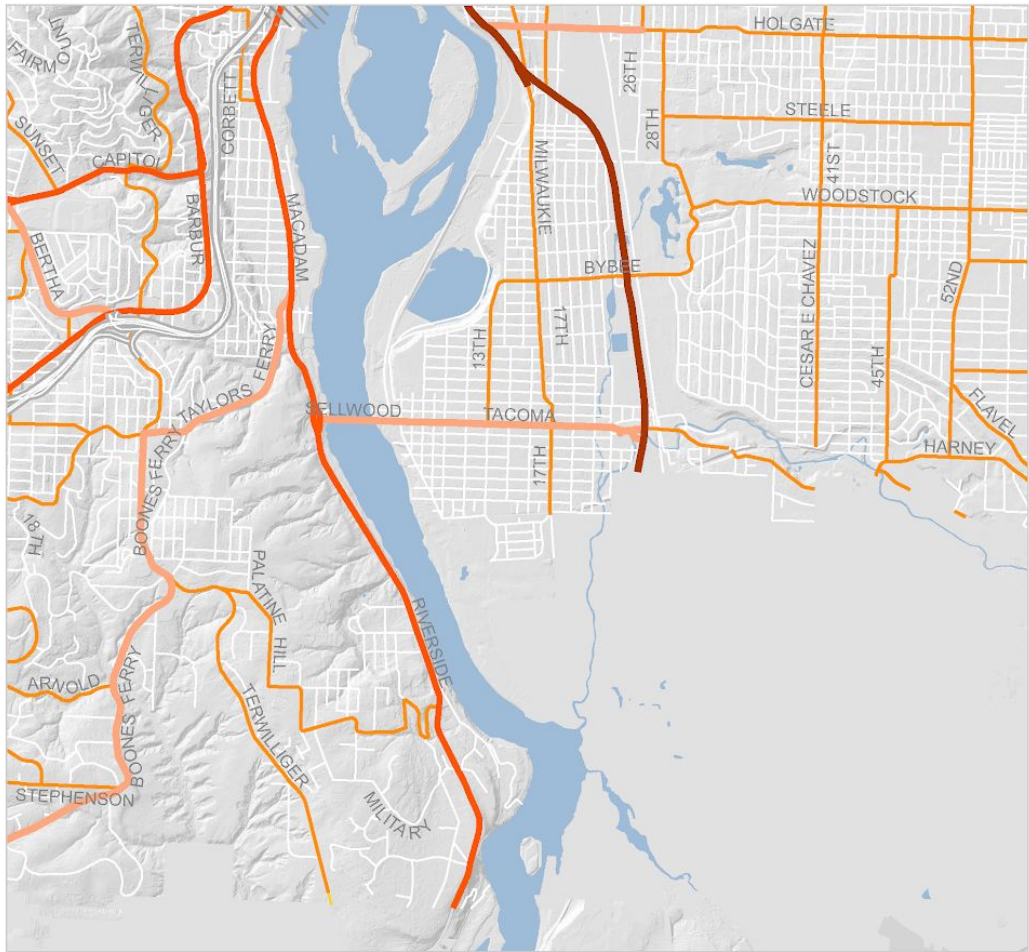 OUNT
FAIRM
TERWILLIGER
CORBETT
SUNSET
CAPITOL
BARBUR
BERTHA
MACADAM
HOLGATE
26TH
28TH
STEELE
41ST
MILWAUKIE
WOODSTOCK
BYBEE
17TH
13TH
CESAR E CHAVEZ
52ND
45TH
FLAVEL
HARNEY
TAYLORS FERRY
SELLWOOD
TACOMA
17TH
BOONES FERRY
18TH
PALATINE HILL
RIVERSIDE
ARNOLD
BOONES FERRY
TERWILLIGER
STEPHENSON
MILITARY